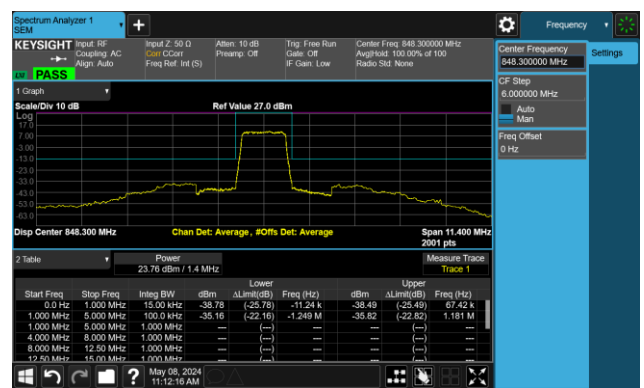 Spectrum Analyzer 1
SEM
Frequency
KEYSIGHT
Input: RF
Coupling: AC
Align: Auto
Input Z: 50 Ω
Corr CCorr
Freq Ref: Int (S)
Atten: 10 dB
Preamp: Off
Trig: Free Run
Gate: Off
IF Gain: Low
Center Freq: 848.300000 MHz
Avg|Hold: 100.00% of 100
Radio Std: None
PASS
Center Frequency
848.300000 MHz
Settings
CF Step
6.000000 MHz
Auto
Man
Freq Offset
0 Hz
1 Graph
Scale/Div 10 dB
Ref Value 27.0 dBm
Log
17.0
7.00
-3.00
-13.0
-23.0
-33.0
-43.0
-53.0
-63.0
Disp Center 848.300 MHz
Chan Det: Average, #Offs Det: Average
Span 11.400 MHz
2001 pts
2 Table
Power
23.76 dBm / 1.4 MHz
Measure Trace
Trace 1
Lower Upper
Start Freq Stop Freq Integ BW dBm ΔLimit(dB) Freq (Hz) dBm ΔLimit(dB) Freq (Hz)
0.0 Hz 1.000 MHz 15.00 kHz -38.78 (-25.78) -11.24 k -38.49 (-25.49) 67.42 k
1.000 MHz 5.000 MHz 100.0 kHz -35.16 (-22.16) -1.249 M -35.82 (-22.82) 1.181 M
1.000 MHz 5.000 MHz 1.000 MHz --- (---) --- --- (---) ---
4.000 MHz 8.000 MHz 1.000 MHz --- (---) --- --- (---) ---
8.000 MHz 12.50 MHz 1.000 MHz --- (---) --- --- (---) ---
12.50 MHz 15.00 MHz 1.000 MHz --- (---) --- --- (---) ---
?
May 08, 2024
11:12:16 AM